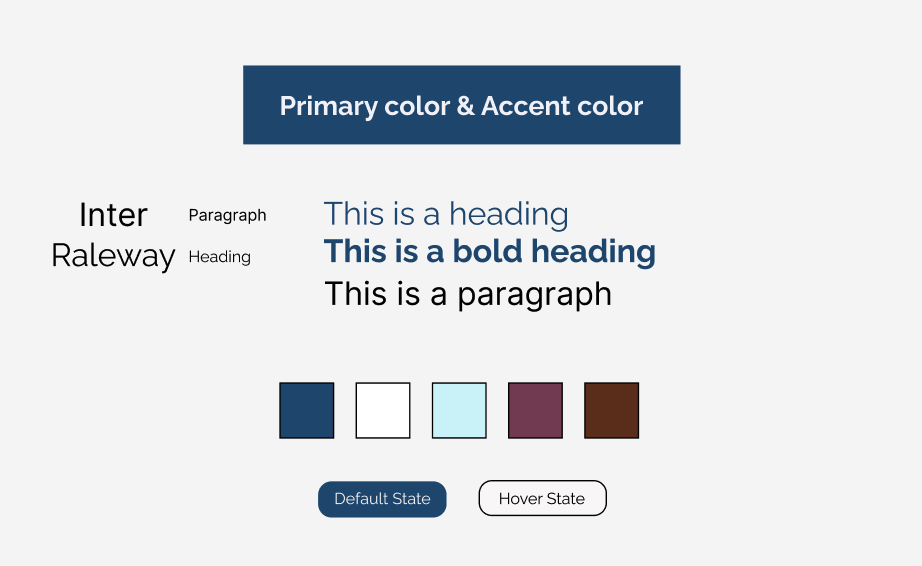 Primary color & Accent color
Inter Paragraph
Raleway Heading
This is a heading
This is a bold heading
This is a paragraph
Default State
Hover State